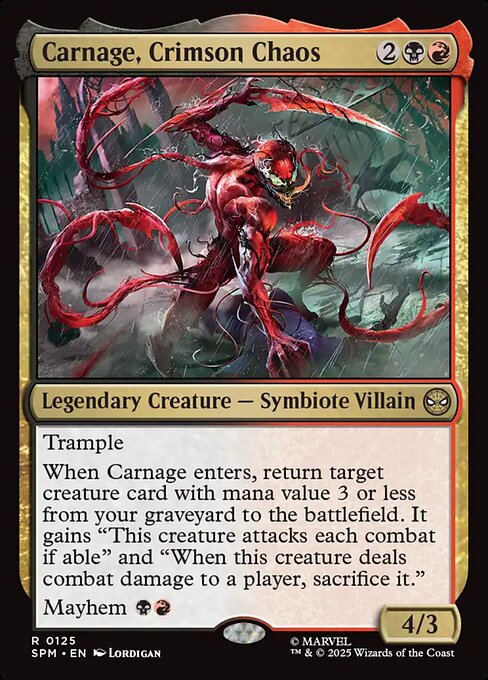 Carnage, Crimson Chaos 2
Legendary Creature — Symbiote Villain
Trample
When Carnage enters, return target
creature card with mana value 3 or less
from your graveyard to the battlefield. It
gains “This creature attacks each combat
if able” and “When this creature deals
combat damage to a player, sacrifice it.”
Mayhem
4/3
R 0125
SPM • EN LORDIGAN
© MARVEL
™ & © 2025 Wizards of the Coast